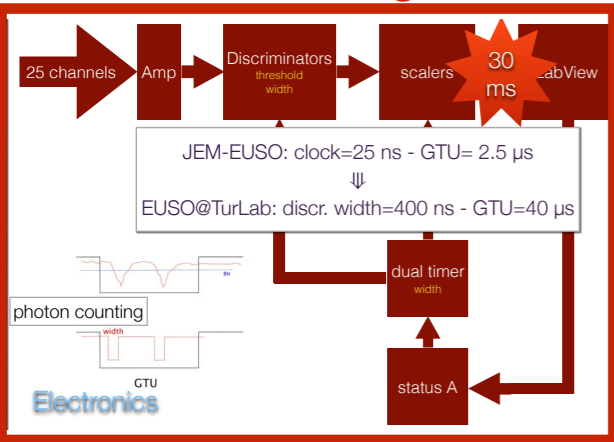 25 channels
Amp
Discriminators
threshold
width
scalers
30
ms
LabView
JEM-EUSO: clock=25 ns - GTU= 2.5 µs
⤋
EUSO@TurLab: discr. width=400 ns - GTU=40 µs
thr
photon counting
width
GTU
dual timer
width
status A
Electronics